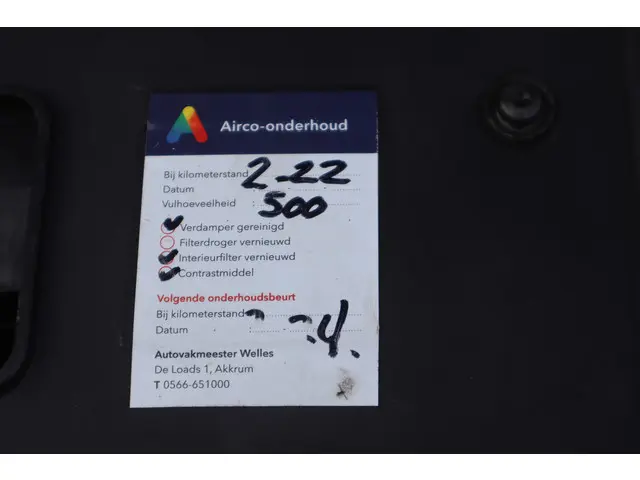 Airco-onderhoud
Bij kilometerstand
Datum 2-22
Vulhoeveelheid 500
Verdamper gereinigd
Filterdroger vernieuwd
Interieurfilter vernieuwd
Contrastmiddel
Volgende onderhoudsbeurt
Bij kilometerstand
Datum
Autovakmeester Welles
De Loads 1, Akkrum
T 0566-651000